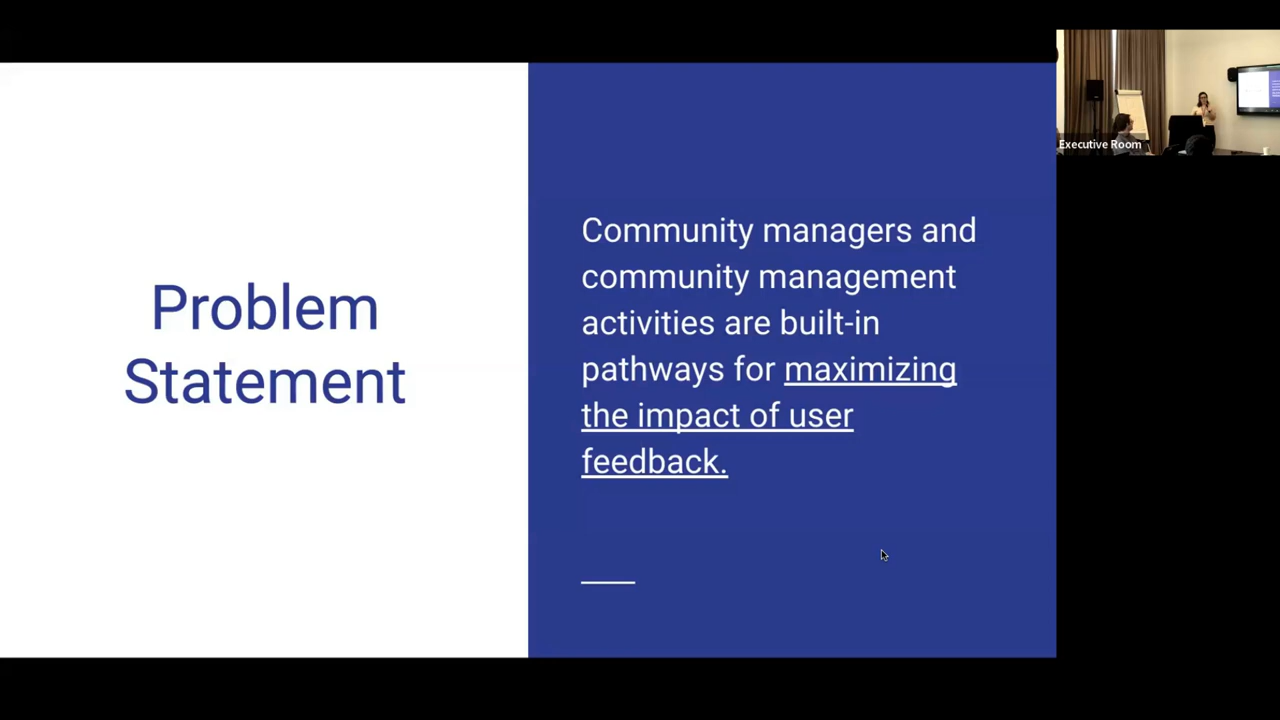 Problem
Statement
Community managers and
community management
activities are built-in
pathways for maximizing
the impact of user
feedback.
Executive Room